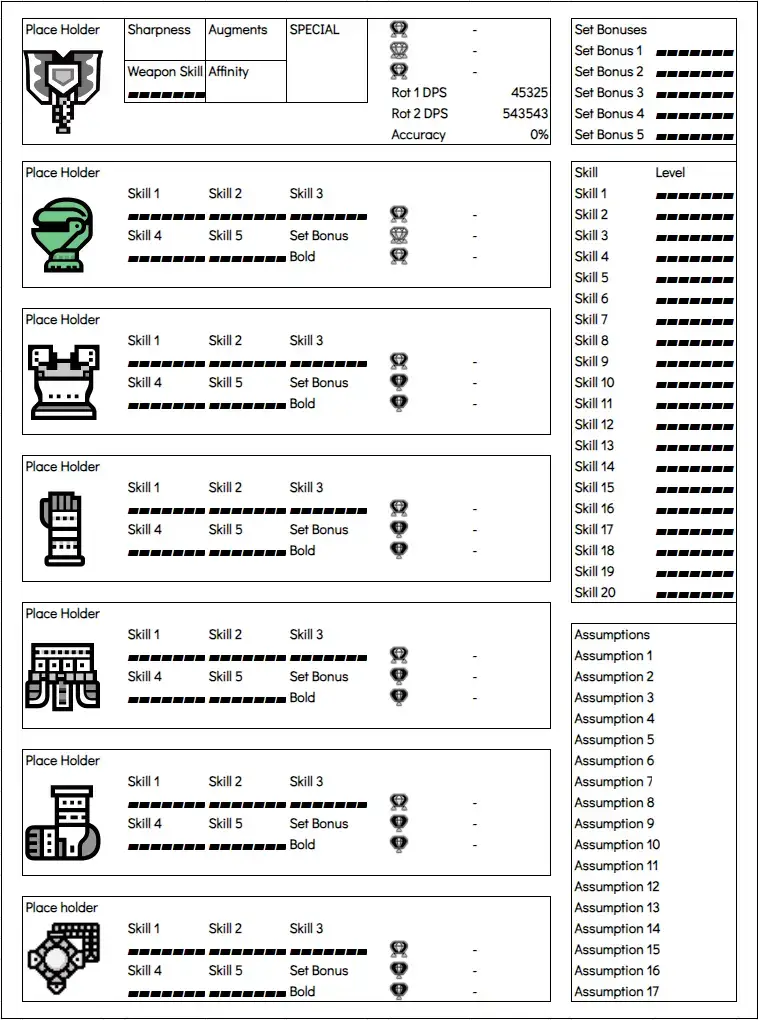 Place Holder
Sharpness Augments SPECIAL
Weapon Skill Affinity
-
-
-
Rot 1 DPS 45325
Rot 2 DPS 543543
Accuracy 0%
Set Bonuses
Set Bonus 1
Set Bonus 2
Set Bonus 3
Set Bonus 4
Set Bonus 5
Place Holder
Skill 1 Skill 2 Skill 3
-
Skill 4 Skill 5 Set Bonus -
Bold -
Place Holder
Skill 1 Skill 2 Skill 3
-
Skill 4 Skill 5 Set Bonus -
Bold -
Place Holder
Skill 1 Skill 2 Skill 3
-
Skill 4 Skill 5 Set Bonus -
Bold -
Place Holder
Skill 1 Skill 2 Skill 3
-
Skill 4 Skill 5 Set Bonus -
Bold -
Place Holder
Skill 1 Skill 2 Skill 3
-
Skill 4 Skill 5 Set Bonus -
Bold -
Place holder
Skill 1 Skill 2 Skill 3
-
Skill 4 Skill 5 Set Bonus -
Bold -
Skill Level
Skill 1
Skill 2
Skill 3
Skill 4
Skill 5
Skill 6
Skill 7
Skill 8
Skill 9
Skill 10
Skill 11
Skill 12
Skill 13
Skill 14
Skill 15
Skill 16
Skill 17
Skill 18
Skill 19
Skill 20
Assumptions
Assumption 1
Assumption 2
Assumption 3
Assumption 4
Assumption 5
Assumption 6
Assumption 7
Assumption 8
Assumption 9
Assumption 10
Assumption 11
Assumption 12
Assumption 13
Assumption 14
Assumption 15
Assumption 16
Assumption 17